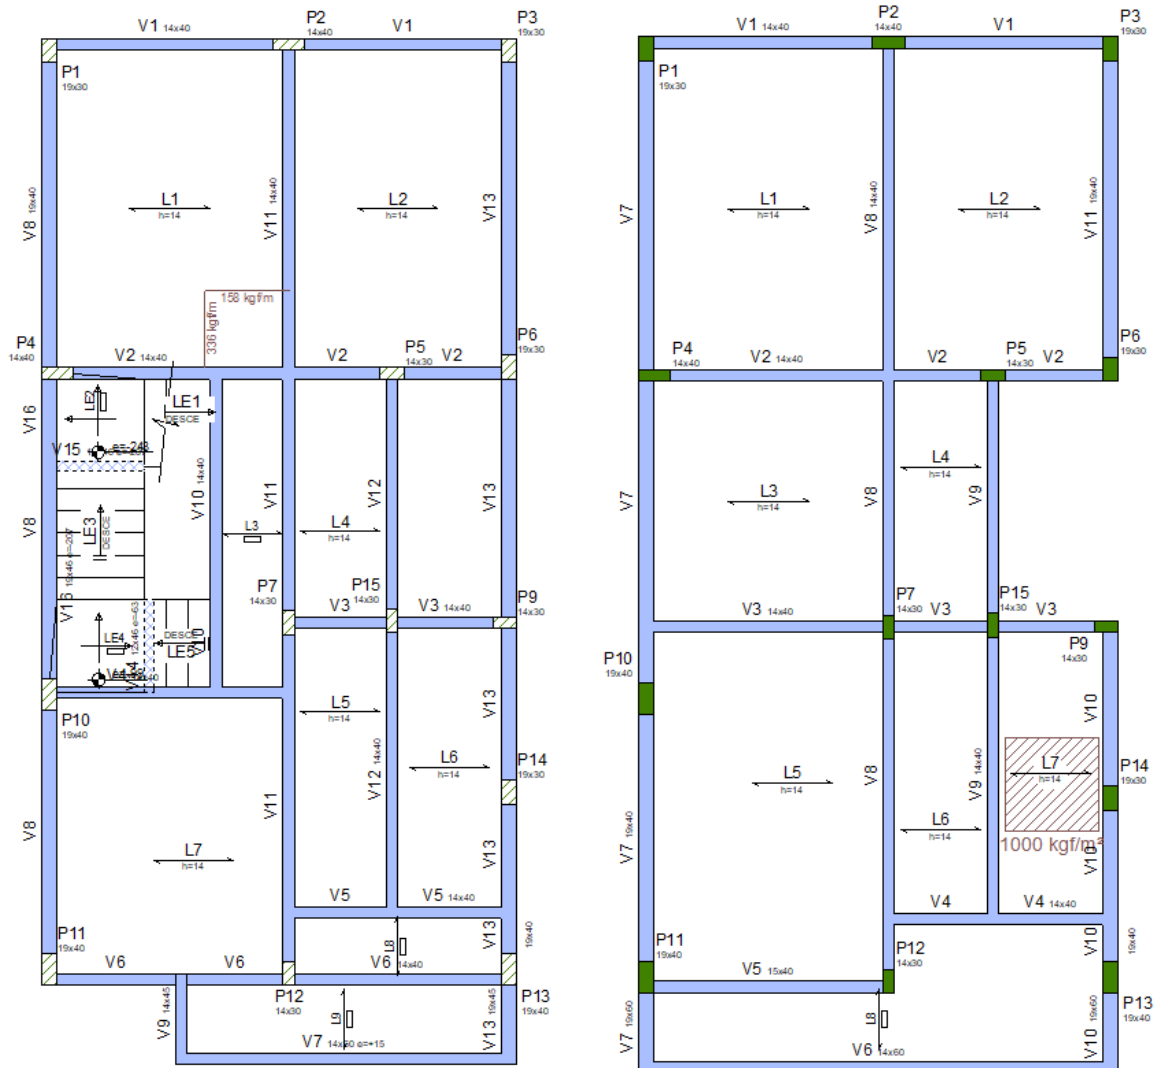 P2
14x40
V1 14x40
V1
P3
19x30
P1
19x30
L1
h=14
L2
h=14
V8 19x40
V11 14x40
V13
158 kgf/m
336 kgf/m
P4
14x40
V2 14x40
V2
P5
14x30
V2
P6
19x30
V16
LE2
LE1
DESCE
V15
V10 14x40
V11
V12
V13
V8
LE3
DESCE
19x46 e=-207
L3
L4
h=14
P7
14x30
P15
14x30
V3
V3 14x40
P9
14x30
V16
12x46 e=-63
LE4
DESCE
LE5
V10
P10
19x40
L5
h=14
V13
L6
h=14
P14
19x30
V12 14x40
V11
V8
L7
h=14
V13
V5
V5 14x40
V13
19x40
P11
19x40
V6
V6
V6
14x40
L8
P12
14x30
P13
19x40
V9 14x45
L9
V7 14x60 e=+15
V13 19x45
P2
14x40
V1 14x40
V1
P3
19x30
P1
19x30
L1
h=14
L2
h=14
V7
V8 14x40
V11 19x40
P4
14x40
V2 14x40
V2
P5
14x30
V2
P6
19x30
L4
h=14
L3
h=14
V7
V8
V9
P7
14x30
P15
14x30
V3 14x40
V3
V3
P9
14x30
P10
19x40
V10
L7
h=14
P14
19x30
1000 kgf/m²
L5
h=14
V8
V9 14x40
L6
h=14
V7 19x40
V10
V4
V4 14x40
P11
19x40
P12
14x30
V10
19x40
V5 15x40
P13
19x40
V7 19x60
L8
V6 14x60
V10 19x60